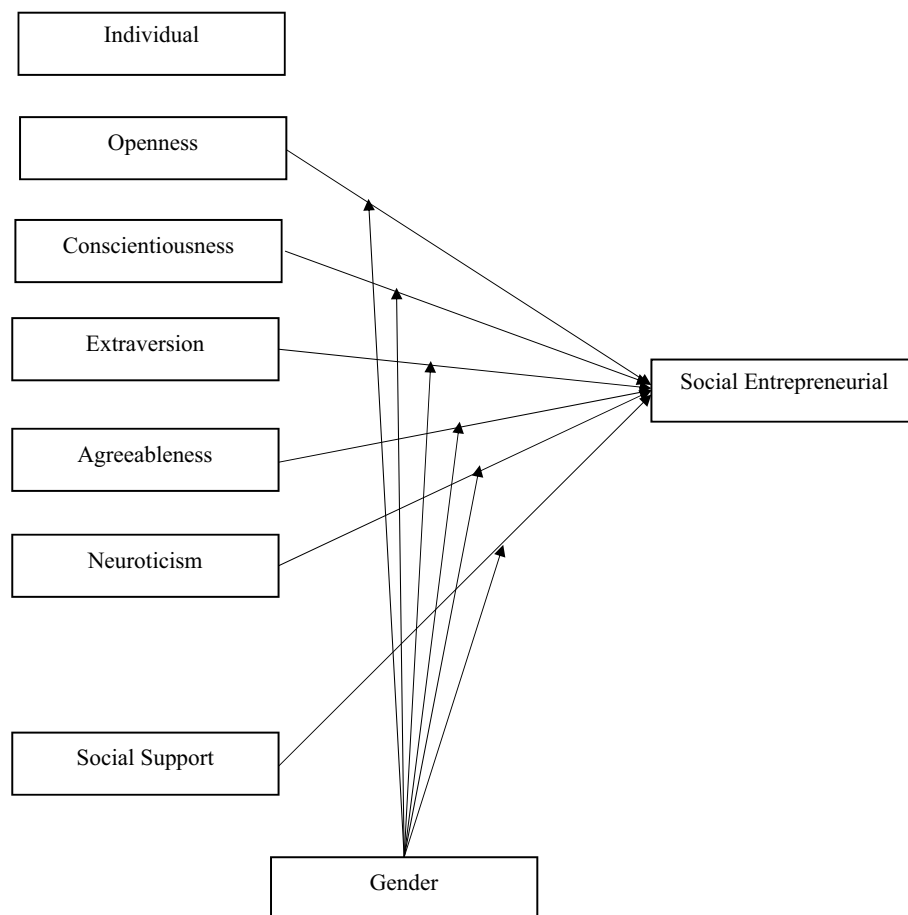 Individual
Openness
Conscientiousness
Extraversion
Social Entrepreneurial
Agreeableness
Neuroticism
Social Support
Gender